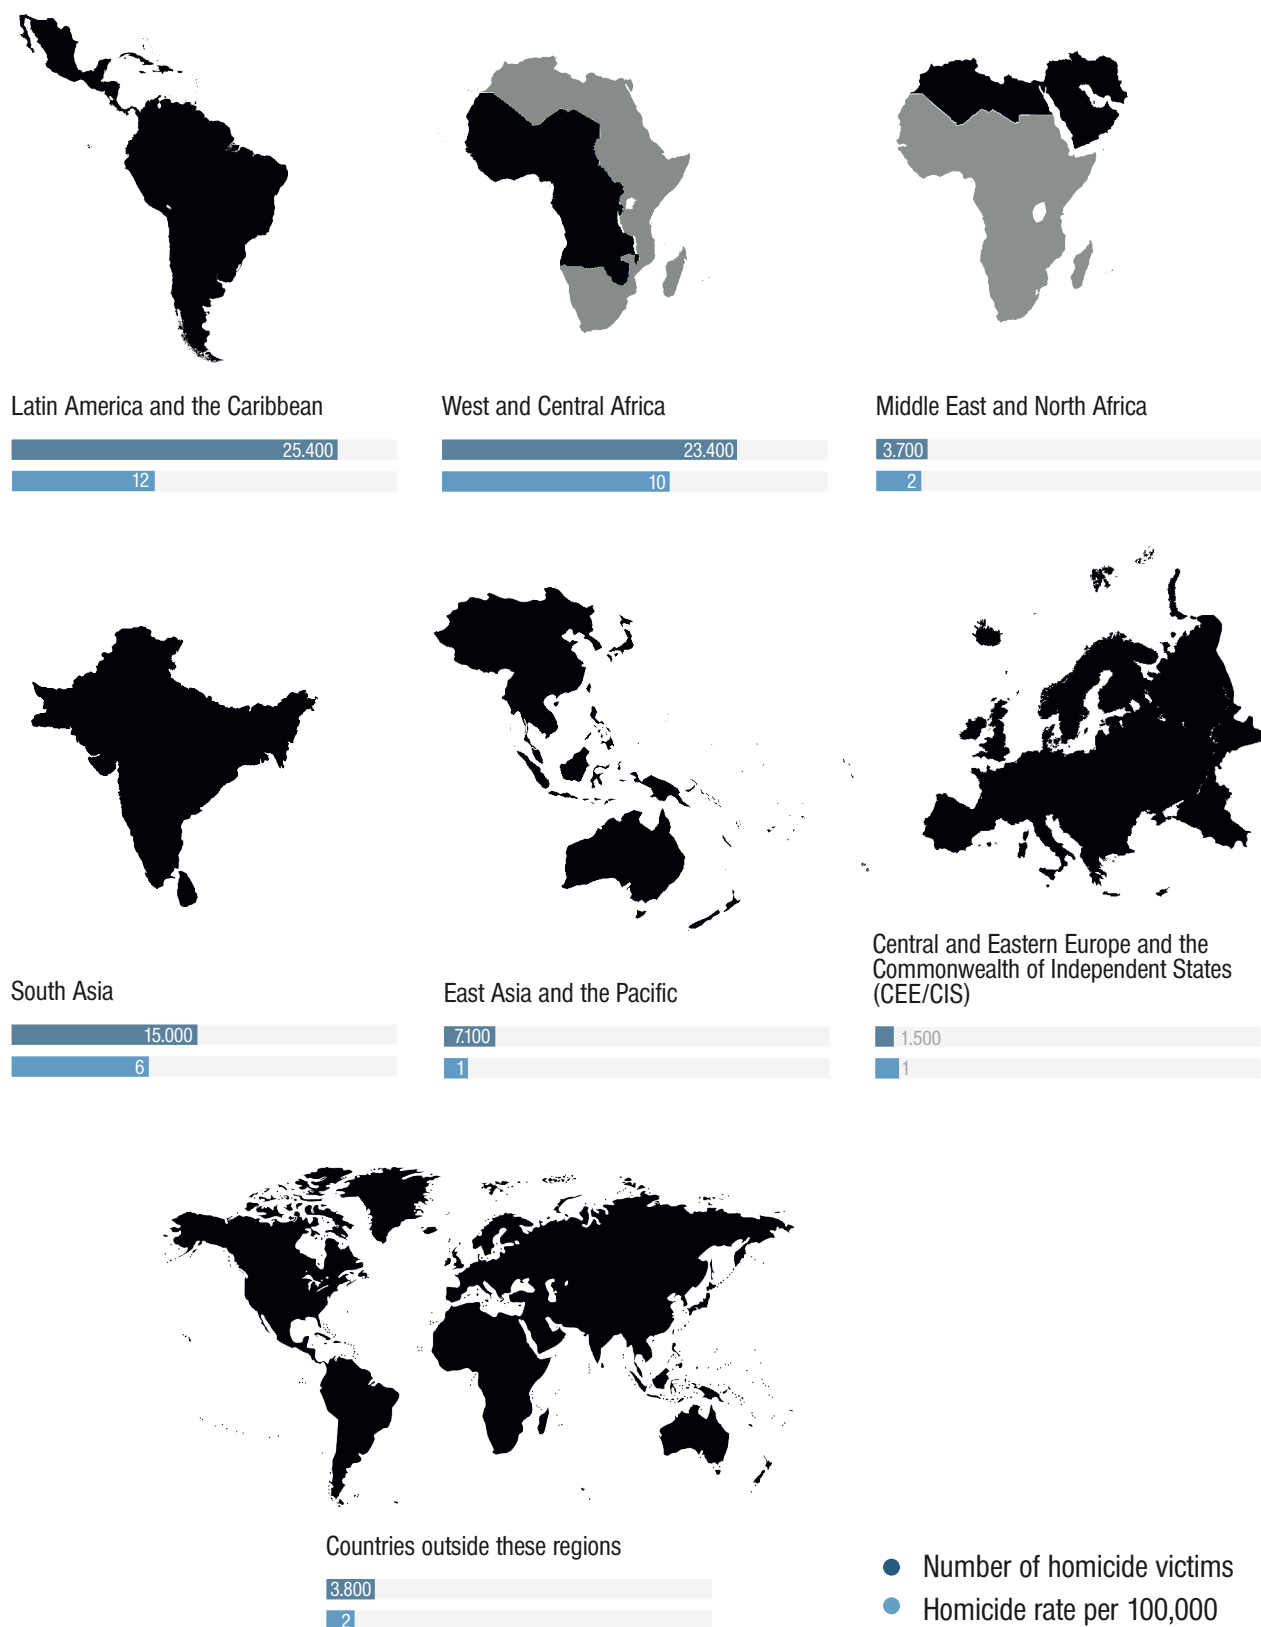 Latin America and the Caribbean
25.400
12
West and Central Africa
23.400
10
Middle East and North Africa
3.700
2
South Asia
15.000
6
East Asia and the Pacific
7.100
1
Central and Eastern Europe and the
Commonwealth of Independent States
(CEE/CIS)
1.500
1
Countries outside these regions
3.800
2
Number of homicide victims
Homicide rate per 100,000